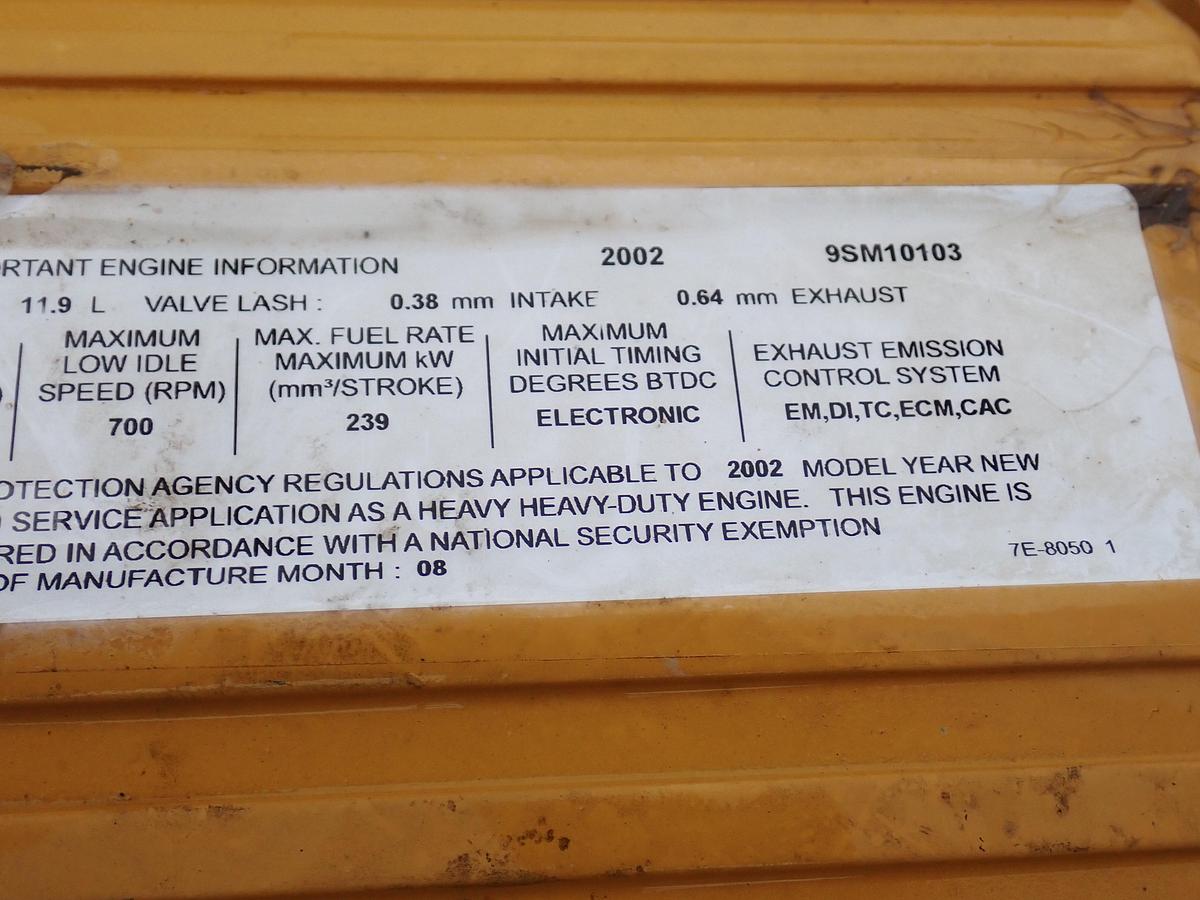 RTANT ENGINE INFORMATION 2002 9SM10103
11.9 L VALVE LASH : 0.38 mm INTAKE 0.64 mm EXHAUST
MAXIMUM LOW IDLE SPEED (RPM) 700
MAX. FUEL RATE MAXIMUM kW (mm³/STROKE) 239
MAXIMUM INITIAL TIMING DEGREES BTDC ELECTRONIC
EXHAUST EMISSION CONTROL SYSTEM EM,DI,TC,ECM,CAC
OTECTION AGENCY REGULATIONS APPLICABLE TO 2002 MODEL YEAR NEW
SERVICE APPLICATION AS A HEAVY HEAVY-DUTY ENGINE. THIS ENGINE IS
RED IN ACCORDANCE WITH A NATIONAL SECURITY EXEMPTION
OF MANUFACTURE MONTH : 08
7E-8050 1